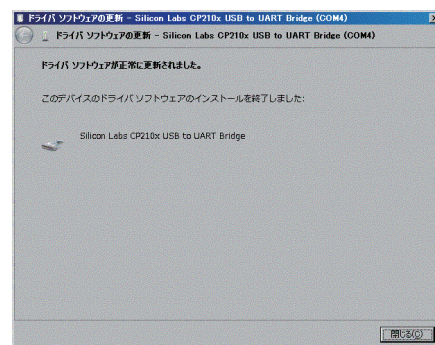 ドライバ ソフトウェアの更新 - Silicon Labs CP210x USB to UART Bridge (COM4)
ドライバ ソフトウェアの更新 - Silicon Labs CP210x USB to UART Bridge (COM4)
ドライバ ソフトウェアが正常に更新されました。
このデバイスのドライバ ソフトウェアのインストールを終了しました:
Silicon Labs CP210x USB to UART Bridge
閉じる(C)